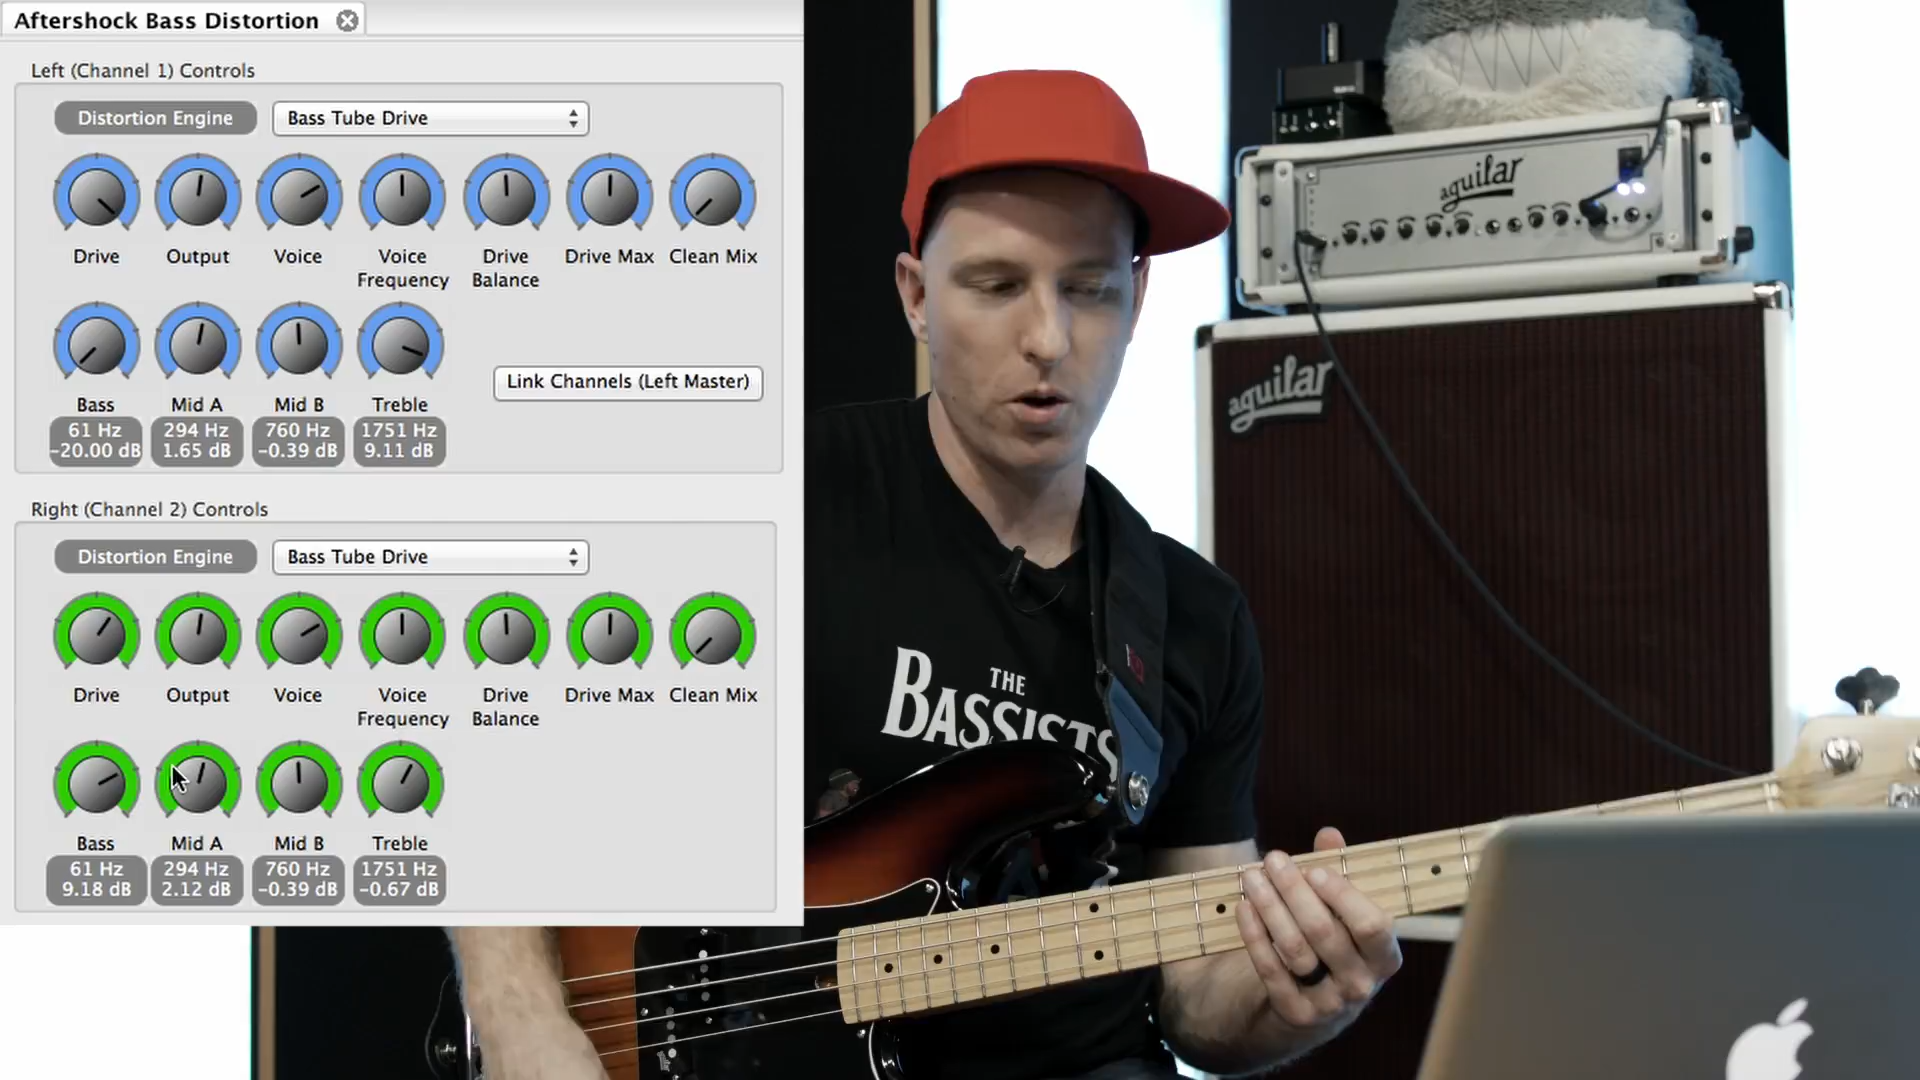 Aftershock Bass Distortion
Left (Channel 1) Controls
Distortion Engine
Bass Tube Drive
Drive
Output
Voice
Voice
Frequency
Drive
Balance
Drive Max
Clean Mix
Bass
Mid A
Mid B
Treble
61 Hz
-20.00 dB
294 Hz
1.65 dB
760 Hz
-0.39 dB
1751 Hz
9.11 dB
Link Channels (Left Master)
Right (Channel 2) Controls
Distortion Engine
Bass Tube Drive
Drive
Output
Voice
Voice
Frequency
Drive
Balance
Drive Max
Clean Mix
Bass
Mid A
Mid B
Treble
61 Hz
9.18 dB
294 Hz
2.12 dB
760 Hz
-0.39 dB
1751 Hz
-0.67 dB
aguilar
aguilar
THE
BASSISTS